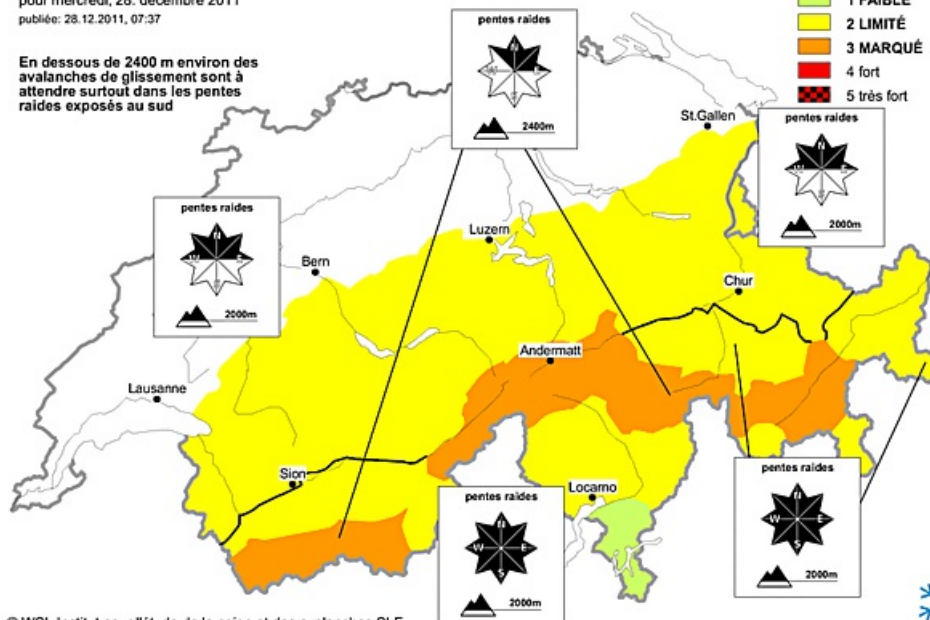 pour mercredi, 28. décembre 2011
publiée: 28.12.2011, 07:37
En dessous de 2400 m environ des
avalanches de glissement sont à
attendre surtout dans les pentes
raides exposés au sud
1 FAIBLE
2 LIMITÉ
3 MARQUÉ
4 fort
5 très fort
pentes raides
N
W E
S
2400m
St.Gallen
pentes raides
N
W E
S
2000m
pentes raides
N
W E
S
2000m
Luzern
Bern
Chur
Andermatt
Lausanne
Sion
Locarno
pentes raides
N
W E
S
2000m
pentes raides
N
W E
S
2000m